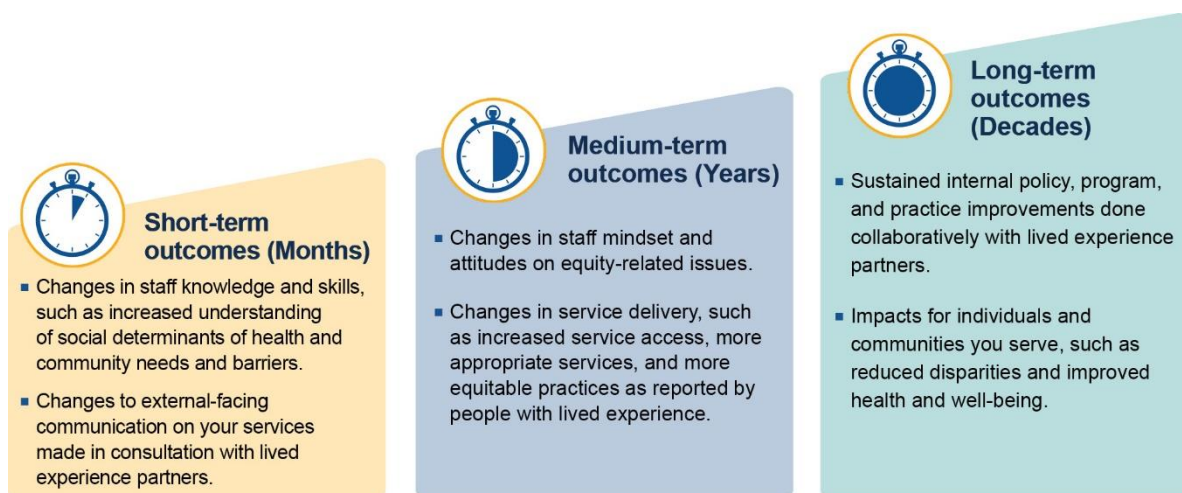 Short-term
outcomes (Months)
▪ Changes in staff knowledge and skills,
such as increased understanding
of social determinants of health and
community needs and barriers.
▪ Changes to external-facing
communication on your services
made in consultation with lived
experience partners.
Medium-term
outcomes (Years)
▪ Changes in staff mindset and
attitudes on equity-related issues.
▪ Changes in service delivery, such
as increased service access, more
appropriate services, and more
equitable practices as reported by
people with lived experience.
Long-term
outcomes
(Decades)
▪ Sustained internal policy, program,
and practice improvements done
collaboratively with lived experience
partners.
▪ Impacts for individuals and
communities you serve, such as
reduced disparities and improved
health and well-being.